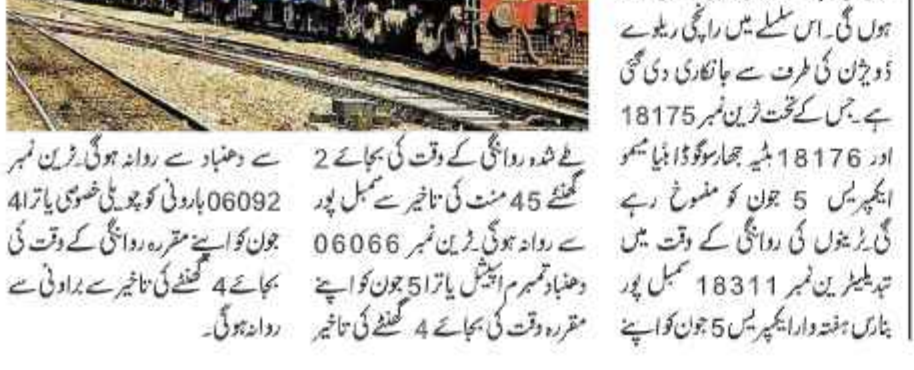 ہوں گی۔ اس سلسلے میں رانچی ریلوے
ڈویژن کی طرف سے جانکاری دی گئی
ہے۔ جس کے تحت ٹرین نمبر 18175
اور 18176 ہٹیہ جھارسوگوڈا ہٹیا میمو
ایکپریس 5 جون کو منسوخ رہے
گی۔ ٹرینوں کی روانگی کے وقت میں
تبدیلیٹرین نمبر 18311 سمبل پور
بنارس ہفتہ وار ایکپریس 5 جون کو اپنے
طے شدہ روانگی کے وقت کی بجائے 2
گھنٹے 45 منٹ کی تاخیر سے سمبل پور
سے روانہ ہوگی۔ ٹرین نمبر 06066
دھنباد تمبرم اسپیشل یاترا 5 جون کو اپنے
مقررہ وقت کی بجائے 4 گھنٹے کی تاخیر
سے دھنباد سے روانہ ہوگی۔ ٹرین نمبر
06092 بارونی کوچویلی خصوصی یاترا 4
جون کو اپنے مقررہ روانگی کے وقت کی
بجائے 4 گھنٹے کی تاخیر سے براونی سے
روانہ ہوگی۔